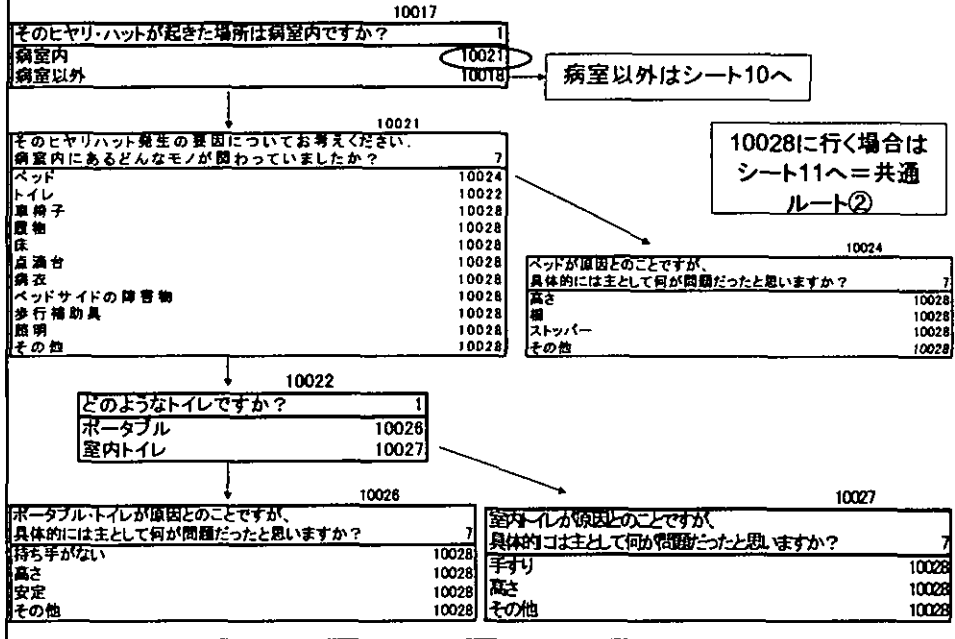 10017
そのヒヤリ・ハットが起きた場所は病室内ですか？ 1
病室内 10021
病室以外 10018
病室以外はシート10へ
10021
そのヒヤリハット発生の要因についてお考えください.
病室内にあるどんなモノが関わっていましたか？ 7
ベッド 10024
トイレ 10022
車椅子 10028
置物 10028
床 10028
点滴台 10028
病衣 10028
ベッドサイドの障害物 10028
歩行補助具 10028
照明 10028
その他 10028
10028に行く場合は
シート11へ＝共通
ルート②
10024
ベッドが原因とのことですが、
具体的には主として何が問題だったと思いますか？ 7
高さ 10028
柵 10028
ストッパー 10028
その他 10028
10022
どのようなトイレですか？ 1
ポータブル 10026
室内トイレ 10027
10026
ポータブル・トイレが原因とのことですが、
具体的には主として何が問題だったと思いますか？ 7
持ち手がない 10028
高さ 10028
安定 10028
その他 10028
10027
室内トイレが原因とのことですが、
具体的には主として何が問題だったと思いますか？ 7
手すり 10028
高さ 10028
その他 10028